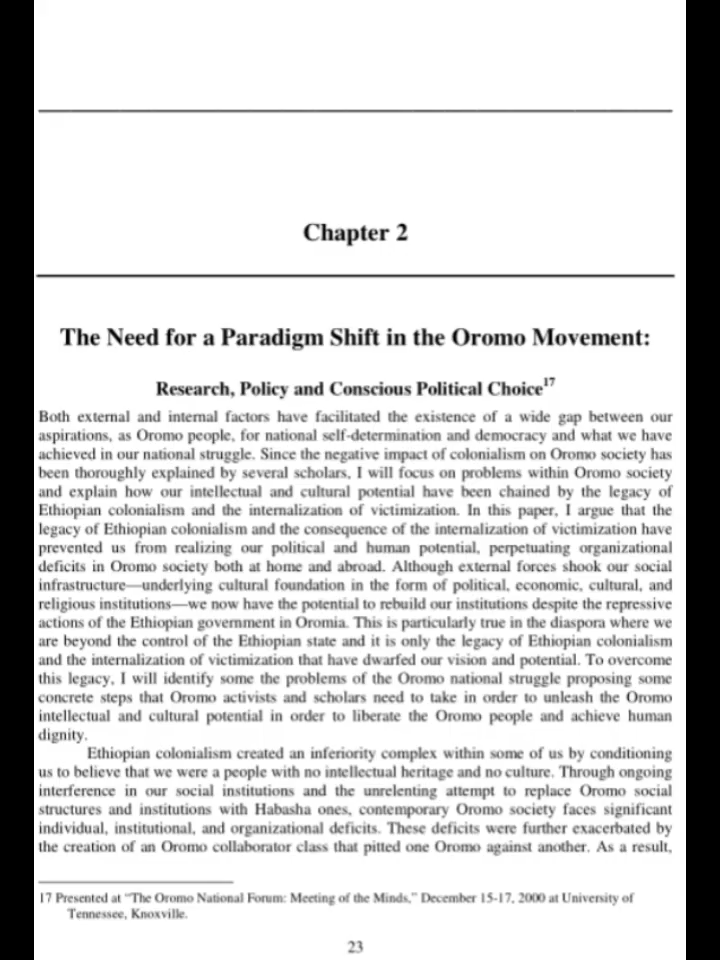 Chapter 2
The Need for a Paradigm Shift in the Oromo Movement:
Research, Policy and Conscious Political Choice17
Both external and internal factors have facilitated the existence of a wide gap between our
aspirations, as Oromo people, for national self-determination and democracy and what we have
achieved in our national struggle. Since the negative impact of colonialism on Oromo society has
been thoroughly explained by several scholars, I will focus on problems within Oromo society
and explain how our intellectual and cultural potential have been chained by the legacy of
Ethiopian colonialism and the internalization of victimization. In this paper, I argue that the
legacy of Ethiopian colonialism and the consequence of the internalization of victimization have
prevented us from realizing our political and human potential, perpetuating organizational
deficits in Oromo society both at home and abroad. Although external forces shook our social
infrastructure—underlying cultural foundation in the form of political, economic, cultural, and
religious institutions—we now have the potential to rebuild our institutions despite the repressive
actions of the Ethiopian government in Oromia. This is particularly true in the diaspora where we
are beyond the control of the Ethiopian state and it is only the legacy of Ethiopian colonialism
and the internalization of victimization that have dwarfed our vision and potential. To overcome
this legacy, I will identify some the problems of the Oromo national struggle proposing some
concrete steps that Oromo activists and scholars need to take in order to unleash the Oromo
intellectual and cultural potential in order to liberate the Oromo people and achieve human
dignity.
Ethiopian colonialism created an inferiority complex within some of us by conditioning
us to believe that we were a people with no intellectual heritage and no culture. Through ongoing
interference in our social institutions and the unrelenting attempt to replace Oromo social
structures and institutions with Habasha ones, contemporary Oromo society faces significant
individual, institutional, and organizational deficits. These deficits were further exacerbated by
the creation of an Oromo collaborator class that pitted one Oromo against another. As a result,
17 Presented at “The Oromo National Forum: Meeting of the Minds,” December 15-17, 2000 at University of
Tennessee, Knoxville.
23